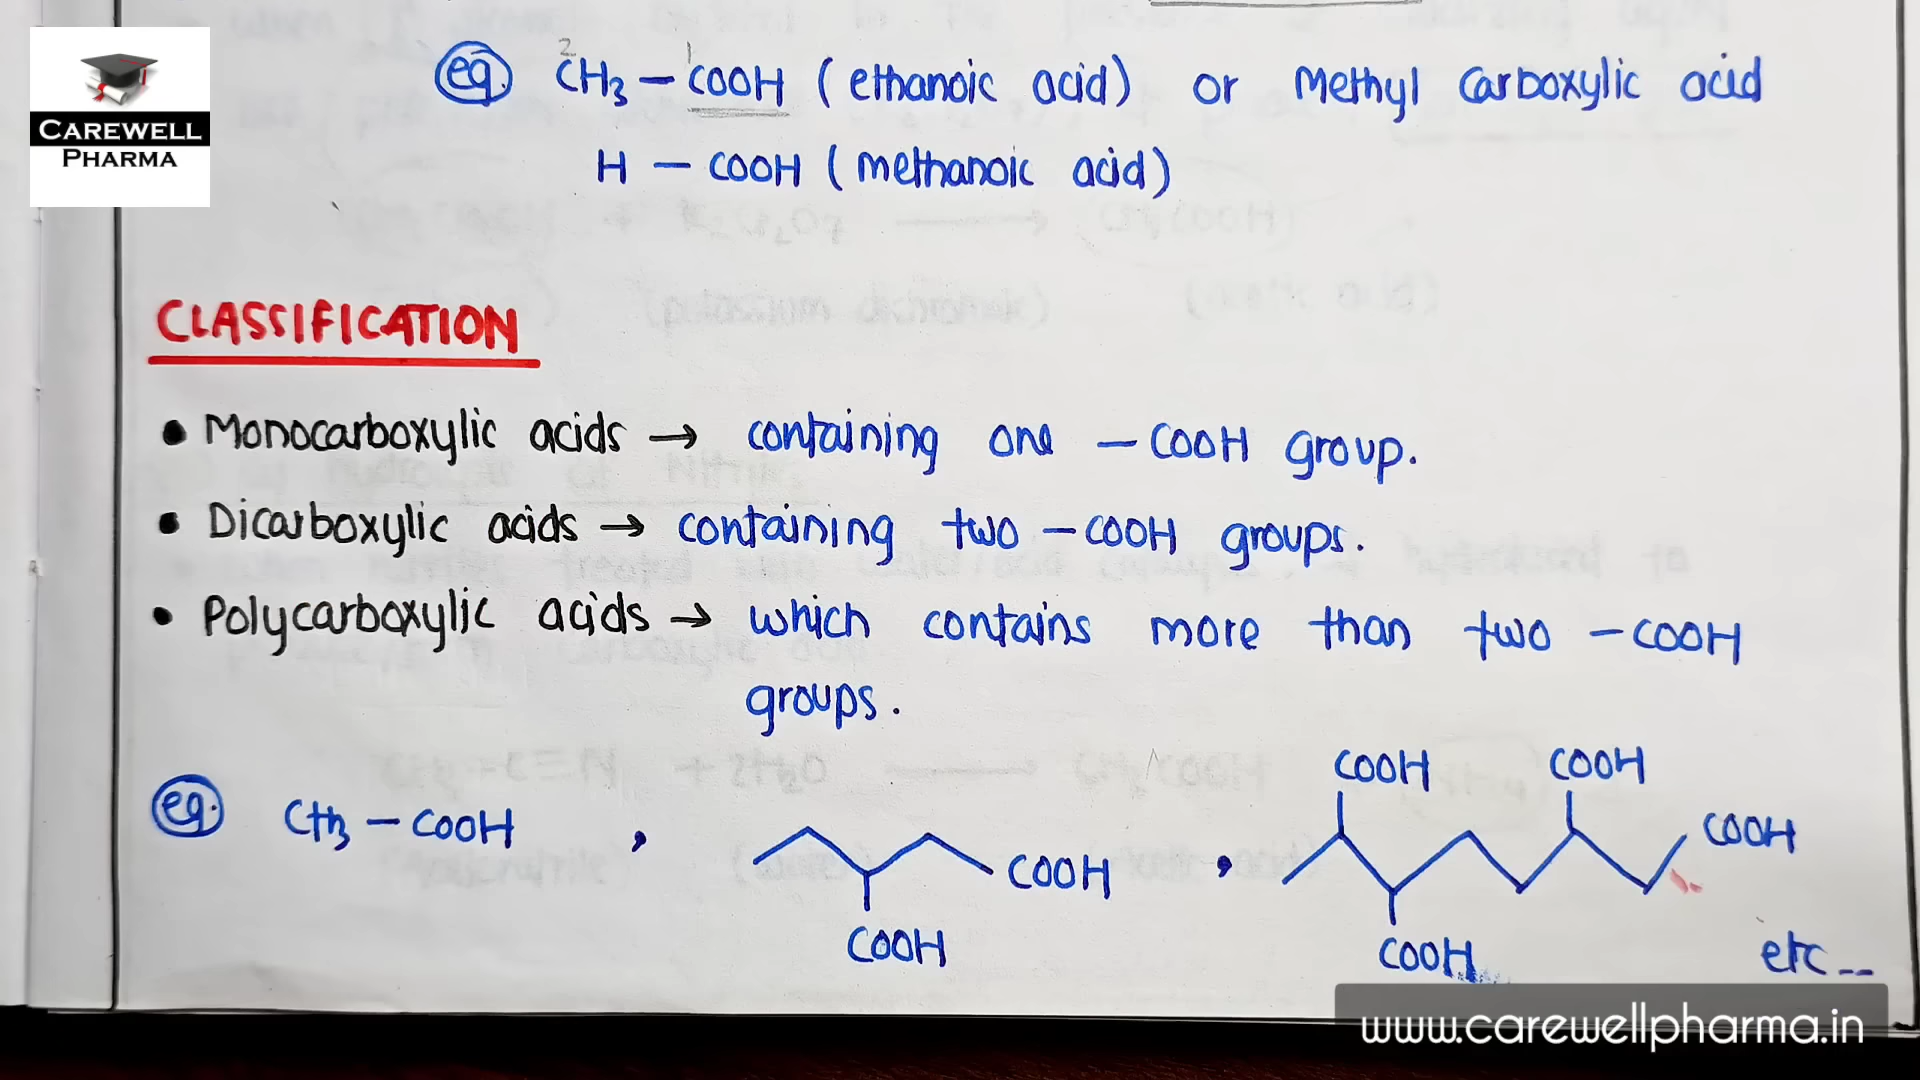 CAREWELL
PHARMA
eg. CH3 - COOH (ethanoic acid) or Methyl carboxylic acid
2 1
H - COOH (methanoic acid)
CLASSIFICATION
• Monocarboxylic acids → containing one - COOH group.
• Dicarboxylic acids → containing two - COOH groups.
• Polycarboxylic acids → which contains more than two - COOH
groups.
eg. CH3 - COOH , COOH COOH , COOH COOH COOH COOH
etc--
www.carewellpharma.in